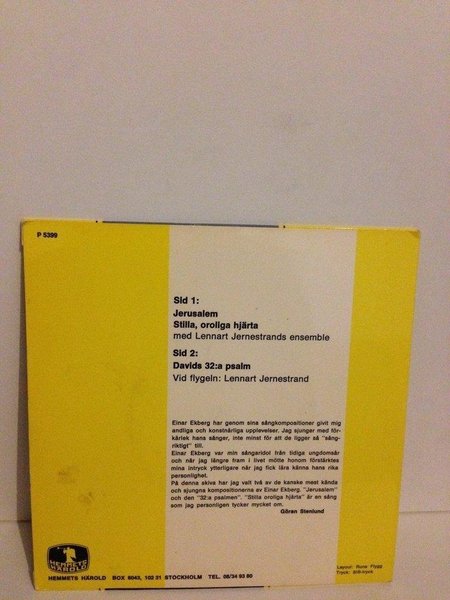 P 5399
Sid 1:
Jerusalem
Stilla, oroliga hjärta
med Lennart Jernestrands ensemble
Sid 2:
Davids 32:a psalm
Vid flygeln: Lennart Jernestrand
Einar Ekberg har genom sina sångkompositioner givit mig
andliga och konstnärliga upplevelser. Jag sjunger med för-
kärlek hans sånger, inte minst för att de ligger så "sång-
riktigt" till.
Einar Ekberg var min sångaridol från tidiga ungdomsår
och när jag längre fram i livet mötte honom förstärktes
mina intryck ytterligare när jag fick lära känna hans rika
personlighet.
På denna skiva har jag valt två av de kanske mest kända
och sjungna kompositionerna av Einar Ekberg. "Jerusalem"
och den "32:a psalmen". "Stilla oroliga hjärta" är en sång
som jag personligen tycker mycket om.
Göran Stenlund
HEMMETS
HÄROLD
HEMMETS HÄROLD BOX 6043, 102 31 STOCKHOLM TEL. 08/34 93 80
Layout: Rune Flygg
Tryck: StB-tryck